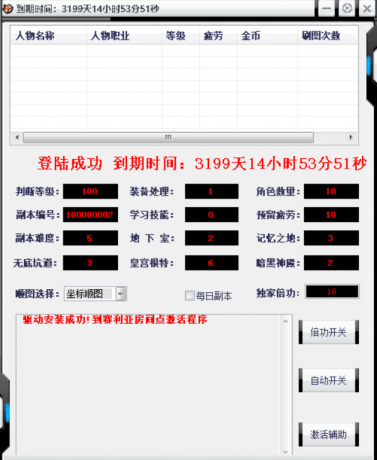 到期时间：3199天14小时53分51秒
人物名称 人物职业 等级 疲劳 金币 刷图次数
登陆成功 到期时间：3199天14小时53分51秒
判断等级： 100 装备处理： 1 角色数里： 10
副本编号： 100000002 学习技能： 0 预留疲劳： 10
副本难度： 5 地下室： 2 记忆之地： 3
无底坑道： 3 皇宫根特： 6 暗黑神殿： 2
顺图选择： 坐标顺图 每日副本 独家倍功： 10
驱动安装成功!到赛利亚房间点激活程序
倍功开关
自动开关
激活辅助